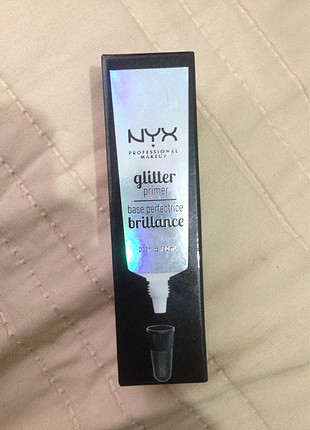 NYX
PROFESSIONAL
MAKEUP
glitter
primer
base perfectrice
brillance